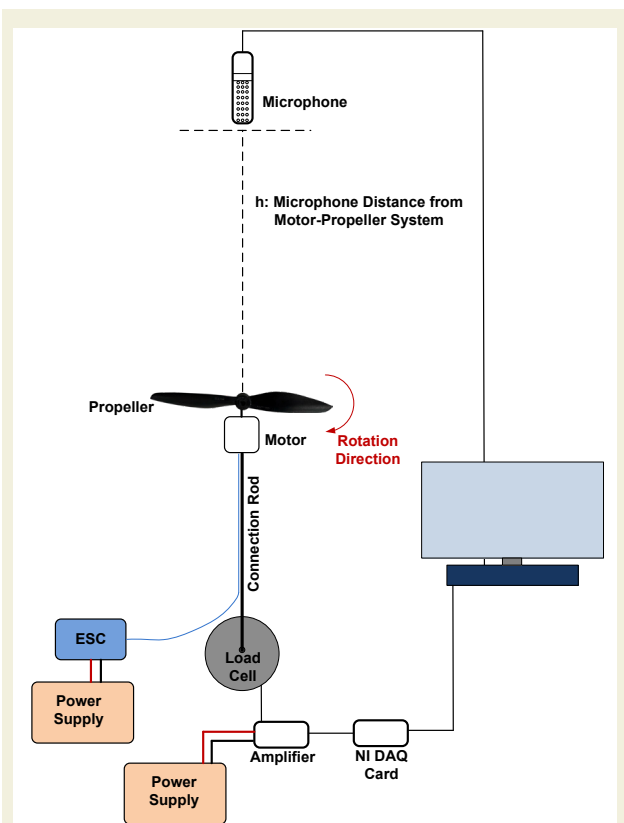 Microphone
h: Microphone Distance from
Motor-Propeller System
Propeller
Motor
Rotation
Direction
Connection Rod
ESC
Load
Cell
Power
Supply
Amplifier
NI DAQ
Card
Power
Supply